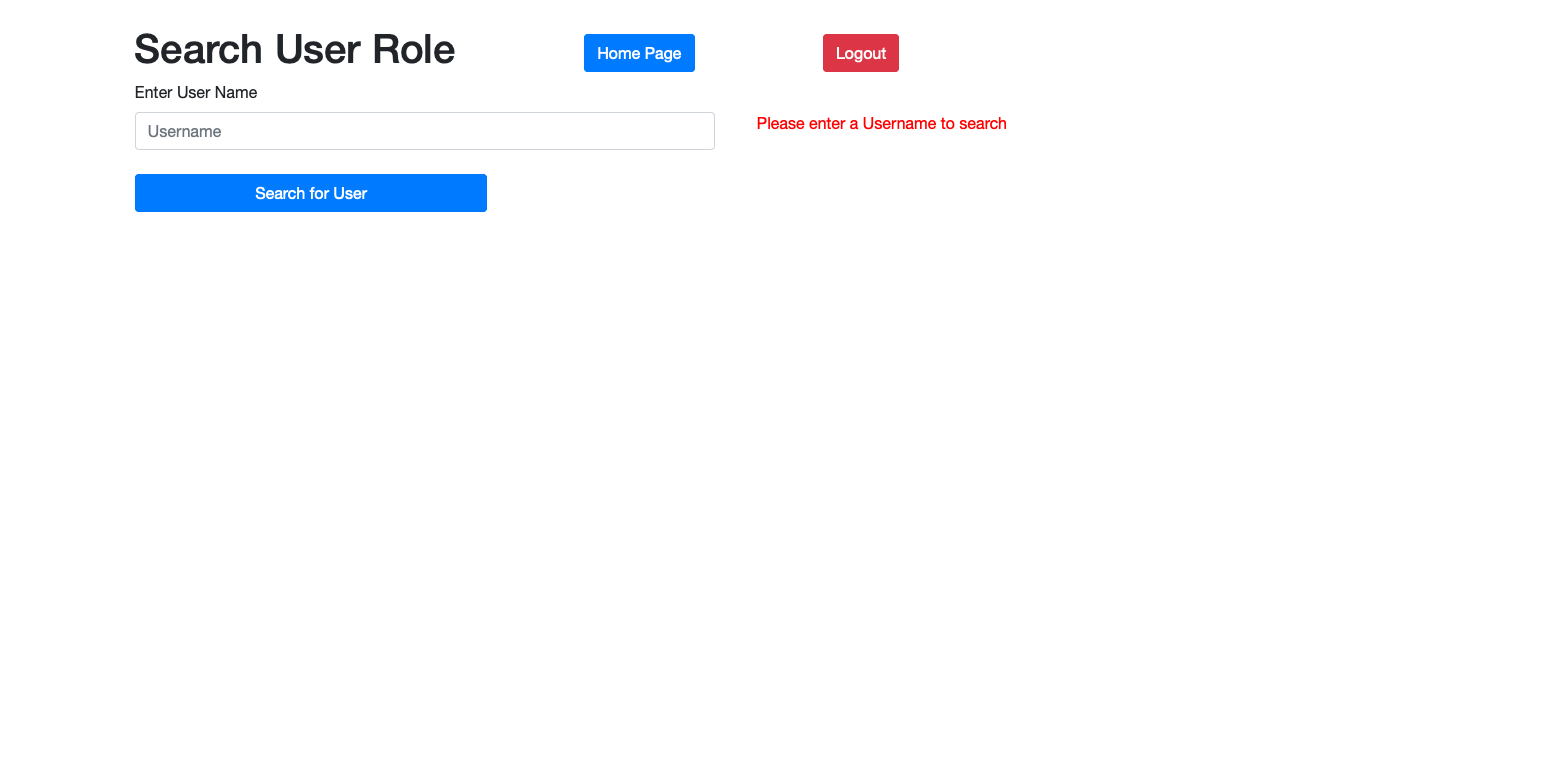 Search User Role
Home Page
Logout
Enter User Name
Username
Please enter a Username to search
Search for User